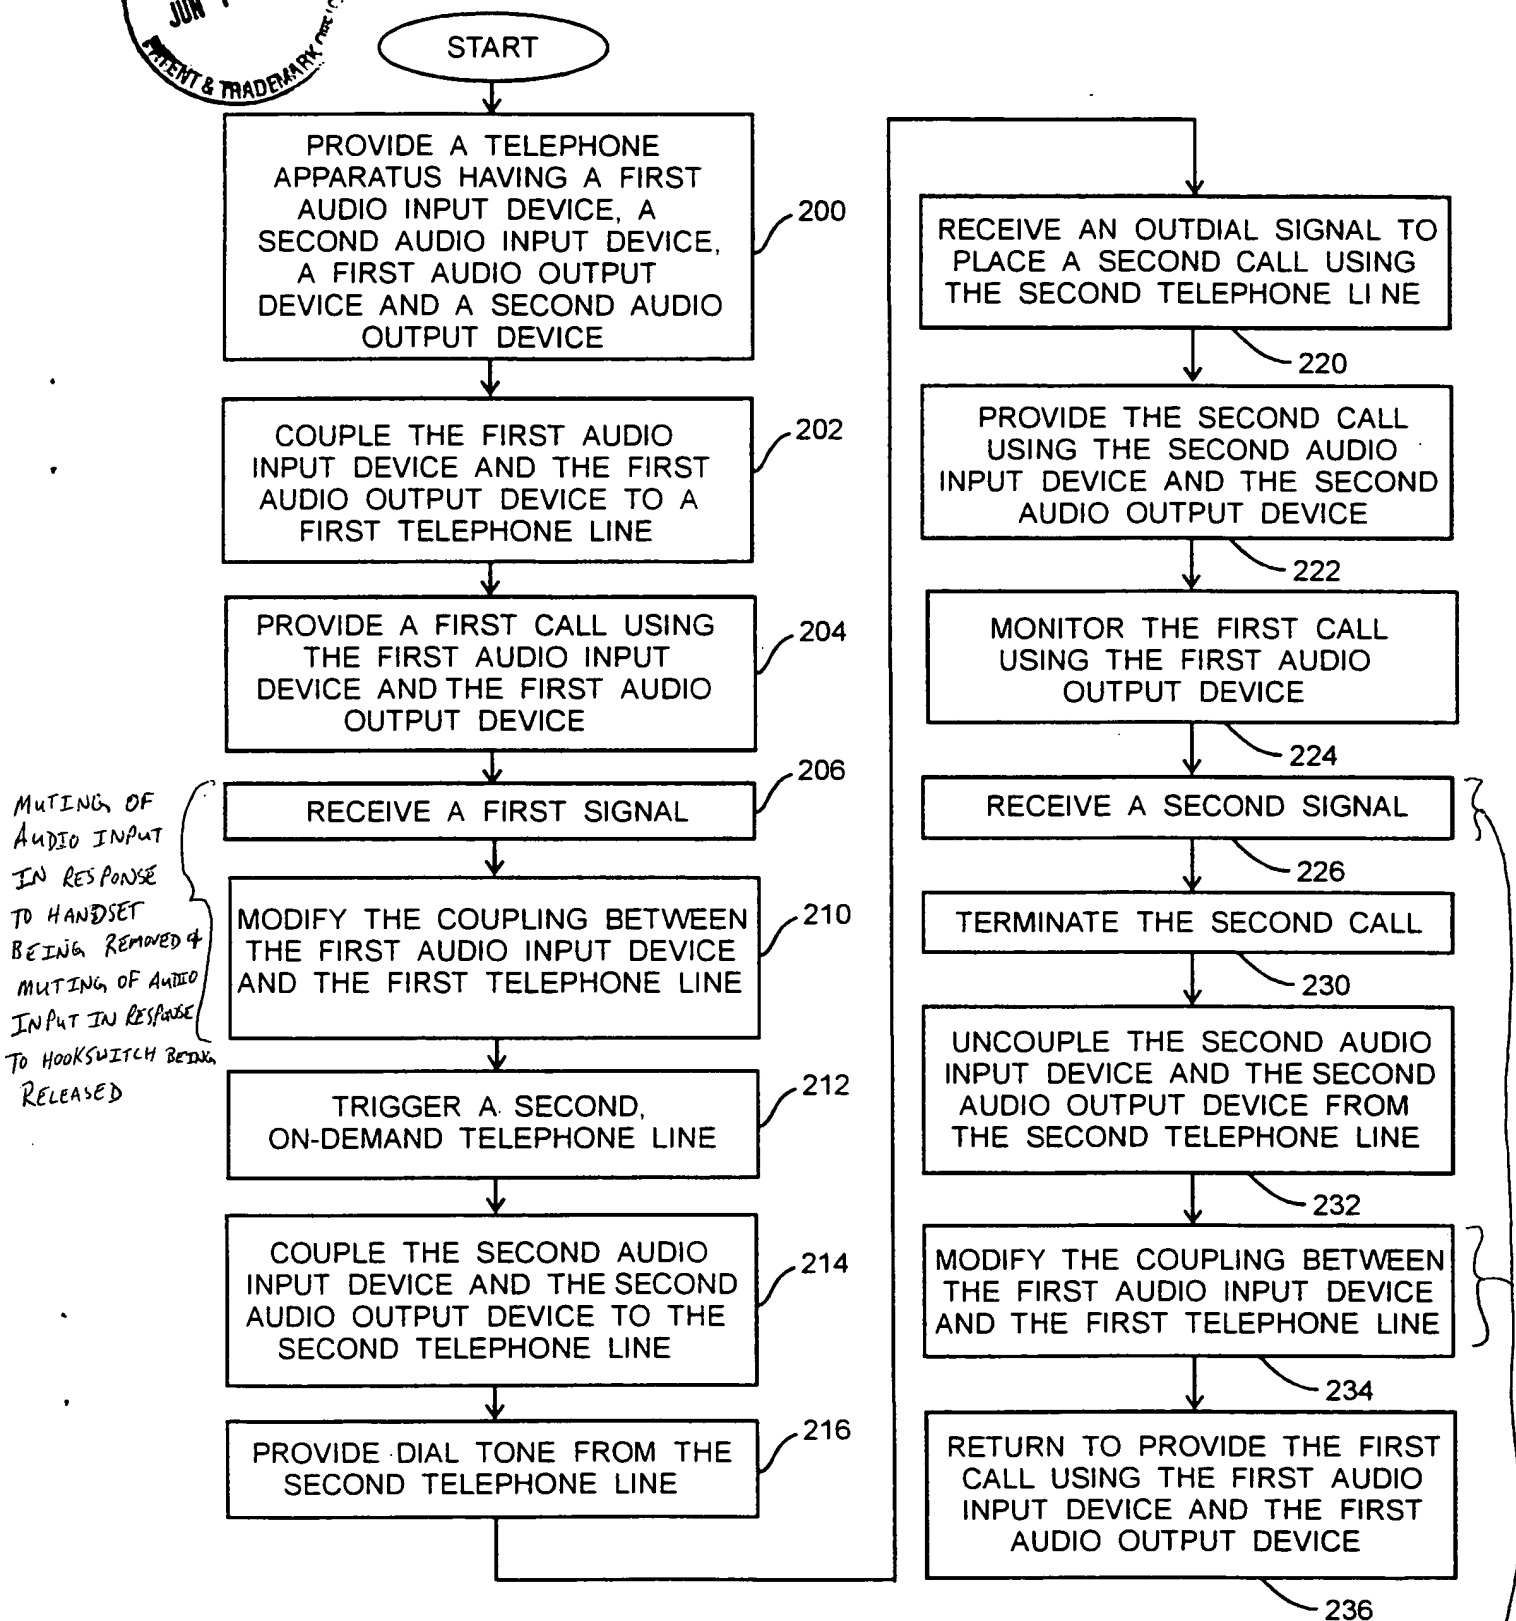 JUN
PATENT & TRADEMARK
START
PROVIDE A TELEPHONE
APPARATUS HAVING A FIRST
AUDIO INPUT DEVICE, A
SECOND AUDIO INPUT DEVICE,
A FIRST AUDIO OUTPUT
DEVICE AND A SECOND AUDIO
OUTPUT DEVICE
200
COUPLE THE FIRST AUDIO
INPUT DEVICE AND THE FIRST
AUDIO OUTPUT DEVICE TO A
FIRST TELEPHONE LINE
202
PROVIDE A FIRST CALL USING
THE FIRST AUDIO INPUT
DEVICE AND THE FIRST AUDIO
OUTPUT DEVICE
204
RECEIVE A FIRST SIGNAL
206
MUTING OF
AUDIO INPUT
IN RESPONSE
TO HANDSET
BEING REMOVED &
MUTING OF AUDIO
INPUT IN RESPONSE
TO HOOKSWITCH BEING
RELEASED
MODIFY THE COUPLING BETWEEN
THE FIRST AUDIO INPUT DEVICE
AND THE FIRST TELEPHONE LINE
210
TRIGGER A SECOND,
ON-DEMAND TELEPHONE LINE
212
COUPLE THE SECOND AUDIO
INPUT DEVICE AND THE SECOND
AUDIO OUTPUT DEVICE TO THE
SECOND TELEPHONE LINE
214
PROVIDE DIAL TONE FROM THE
SECOND TELEPHONE LINE
216
RECEIVE AN OUTDIAL SIGNAL TO
PLACE A SECOND CALL USING
THE SECOND TELEPHONE LINE
220
PROVIDE THE SECOND CALL
USING THE SECOND AUDIO
INPUT DEVICE AND THE SECOND
AUDIO OUTPUT DEVICE
222
MONITOR THE FIRST CALL
USING THE FIRST AUDIO
OUTPUT DEVICE
224
RECEIVE A SECOND SIGNAL
226
TERMINATE THE SECOND CALL
230
UNCOUPLE THE SECOND AUDIO
INPUT DEVICE AND THE SECOND
AUDIO OUTPUT DEVICE FROM
THE SECOND TELEPHONE LINE
232
MODIFY THE COUPLING BETWEEN
THE FIRST AUDIO INPUT DEVICE
AND THE FIRST TELEPHONE LINE
234
RETURN TO PROVIDE THE FIRST
CALL USING THE FIRST AUDIO
INPUT DEVICE AND THE FIRST
AUDIO OUTPUT DEVICE
236